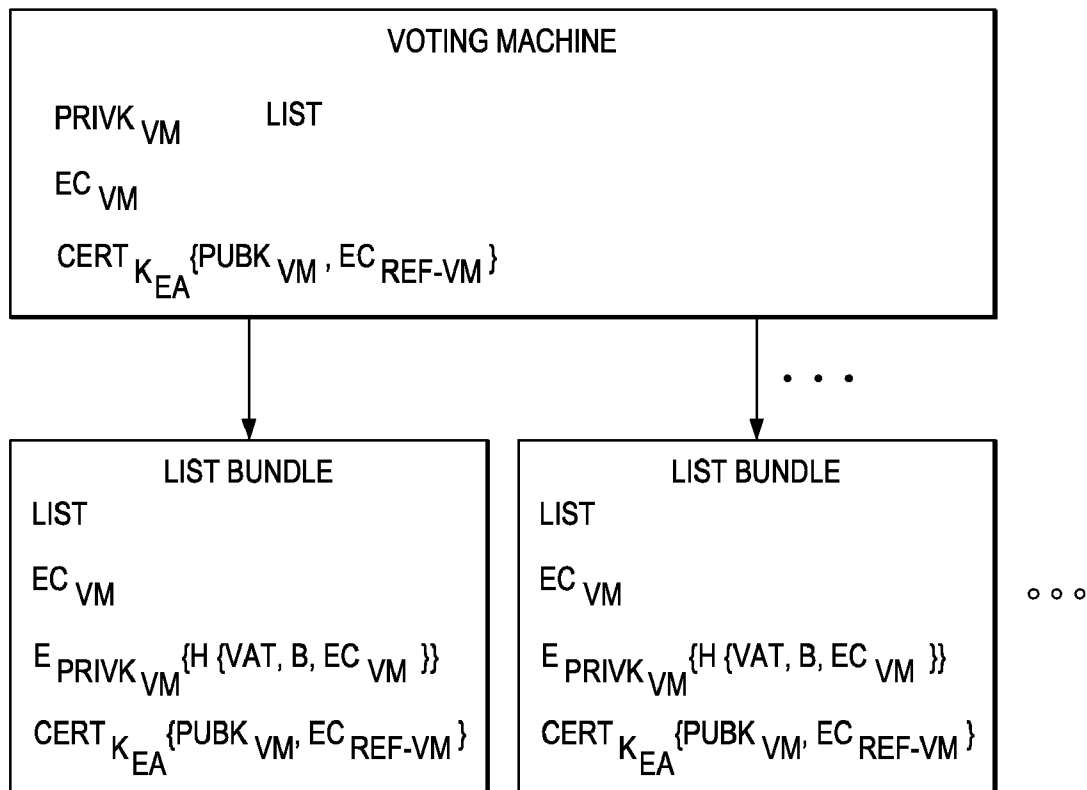 VOTING MACHINE
PRIVK VM LIST
EC VM
CERT K EA {PUBK VM , EC REF-VM }
LIST BUNDLE
LIST
EC VM
E PRIVK VM {H {VAT, B, EC VM }}
CERT K EA {PUBK VM, EC REF-VM }
LIST BUNDLE
LIST
EC VM
E PRIVK VM {H {VAT, B, EC VM }}
CERT K EA {PUBK VM, EC REF-VM }